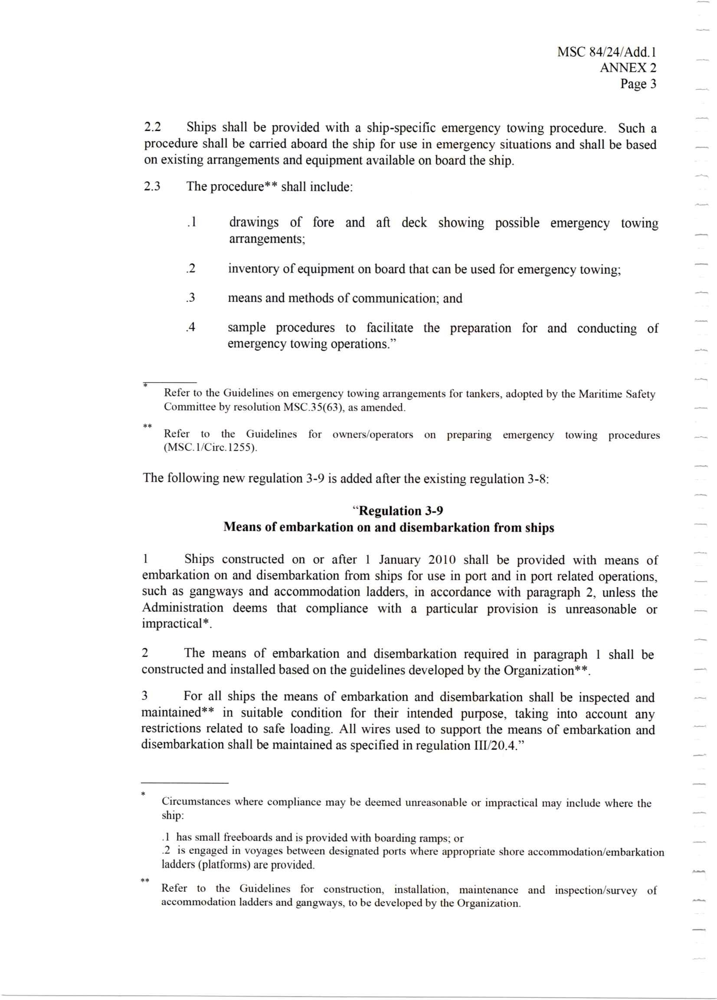 MSC 84/24/Add.1
ANNEX 2
Page 3
2.2 Ships shall be provided with a ship-specific emergency towing procedure. Such a
procedure shall be carried aboard the ship for use in emergency situations and shall be based
on existing arrangements and equipment available on board the ship.
2.3 The procedure** shall include:
.1 drawings of fore and aft deck showing possible emergency towing
arrangements;
.2 inventory of equipment on board that can be used for emergency towing;
.3 means and methods of communication; and
.4 sample procedures to facilitate the preparation for and conducting of
emergency towing operations.”
* Refer to the Guidelines on emergency towing arrangements for tankers, adopted by the Maritime Safety
Committee by resolution MSC.35(63), as amended.
** Refer to the Guidelines for owners/operators on preparing emergency towing procedures
(MSC.1/Circ.1255).
The following new regulation 3-9 is added after the existing regulation 3-8:
“Regulation 3-9
Means of embarkation on and disembarkation from ships
1 Ships constructed on or after 1 January 2010 shall be provided with means of
embarkation on and disembarkation from ships for use in port and in port related operations,
such as gangways and accommodation ladders, in accordance with paragraph 2, unless the
Administration deems that compliance with a particular provision is unreasonable or
impractical*.
2 The means of embarkation and disembarkation required in paragraph 1 shall be
constructed and installed based on the guidelines developed by the Organization**.
3 For all ships the means of embarkation and disembarkation shall be inspected and
maintained** in suitable condition for their intended purpose, taking into account any
restrictions related to safe loading. All wires used to support the means of embarkation and
disembarkation shall be maintained as specified in regulation III/20.4.”
* Circumstances where compliance may be deemed unreasonable or impractical may include where the
ship:
.1 has small freeboards and is provided with boarding ramps; or
.2 is engaged in voyages between designated ports where appropriate shore accommodation/embarkation
ladders (platforms) are provided.
** Refer to the Guidelines for construction, installation, maintenance and inspection/survey of
accommodation ladders and gangways, to be developed by the Organization.